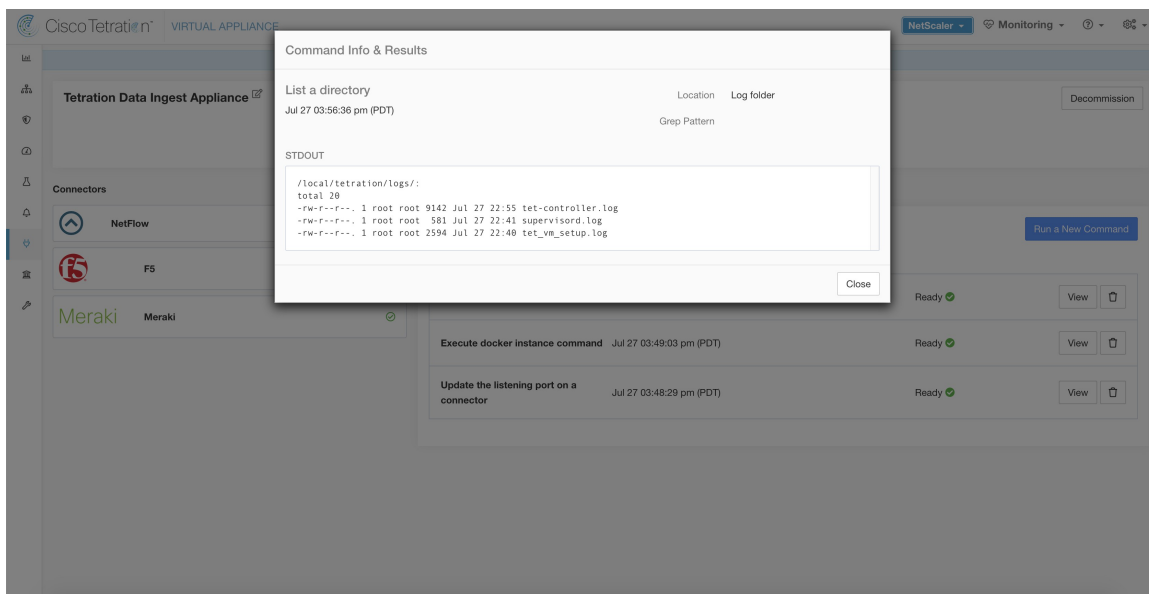 Cisco Tetration™ VIRTUAL APPLIANCE
NetScaler
Monitoring
Command Info & Results
List a directory
Jul 27 03:56:36 pm (PDT)
Location Log folder
Grep Pattern
STDOUT
/local/tetration/logs/:
total 20
-rw-r--r--. 1 root root 9142 Jul 27 22:55 tet-controller.log
-rw-r--r--. 1 root root  581 Jul 27 22:41 supervisord.log
-rw-r--r--. 1 root root 2594 Jul 27 22:40 tet_vm_setup.log
Close
Tetration Data Ingest Appliance
Decommission
Connectors
NetFlow
f5 F5
Meraki Meraki
Run a New Command
Ready View
Execute docker instance command Jul 27 03:49:03 pm (PDT) Ready View
Update the listening port on a
connector
Jul 27 03:48:29 pm (PDT) Ready View